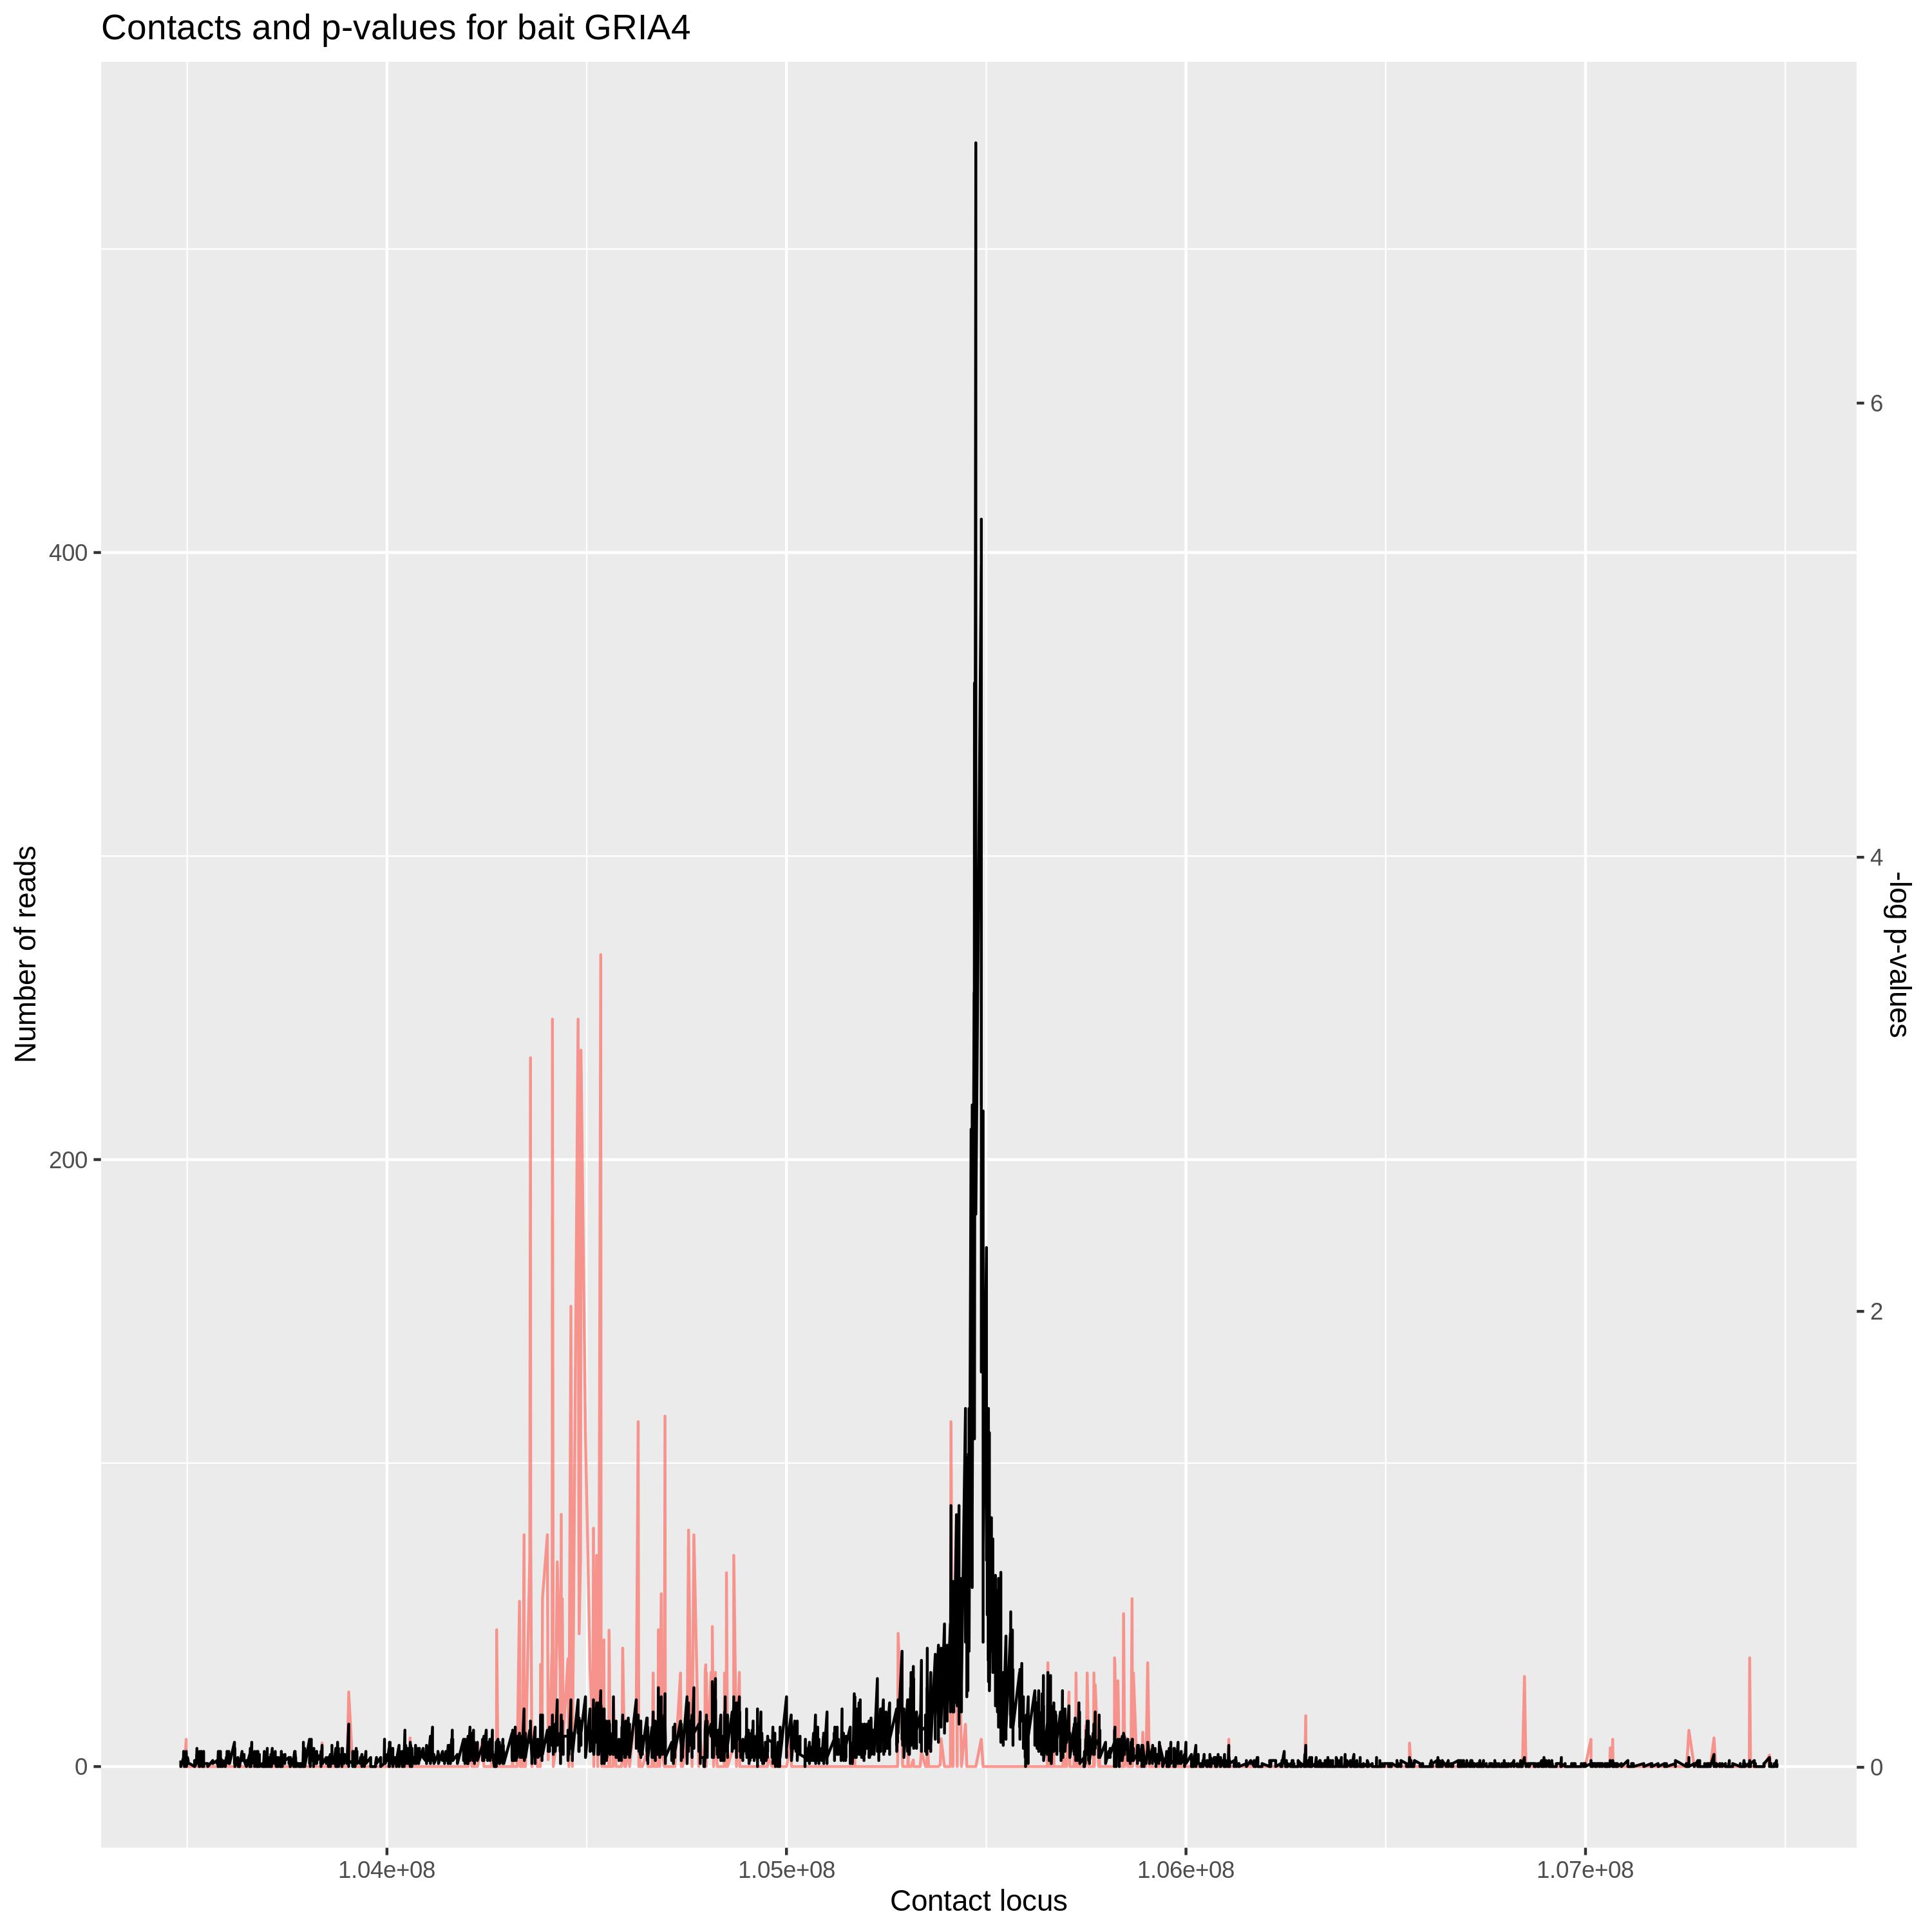 Contacts and p-values for bait GRIA4
Number of reads
400
200
0
6
4
2
0
-log p-values
1.04e+08
1.05e+08
1.06e+08
1.07e+08
Contact locus